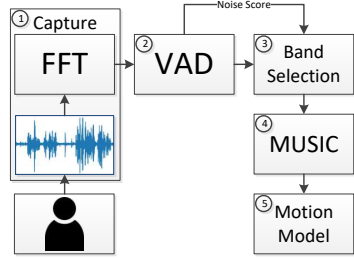 Noise Score
① Capture
FFT
② VAD
③ Band
Selection
④ MUSIC
⑤ Motion
Model